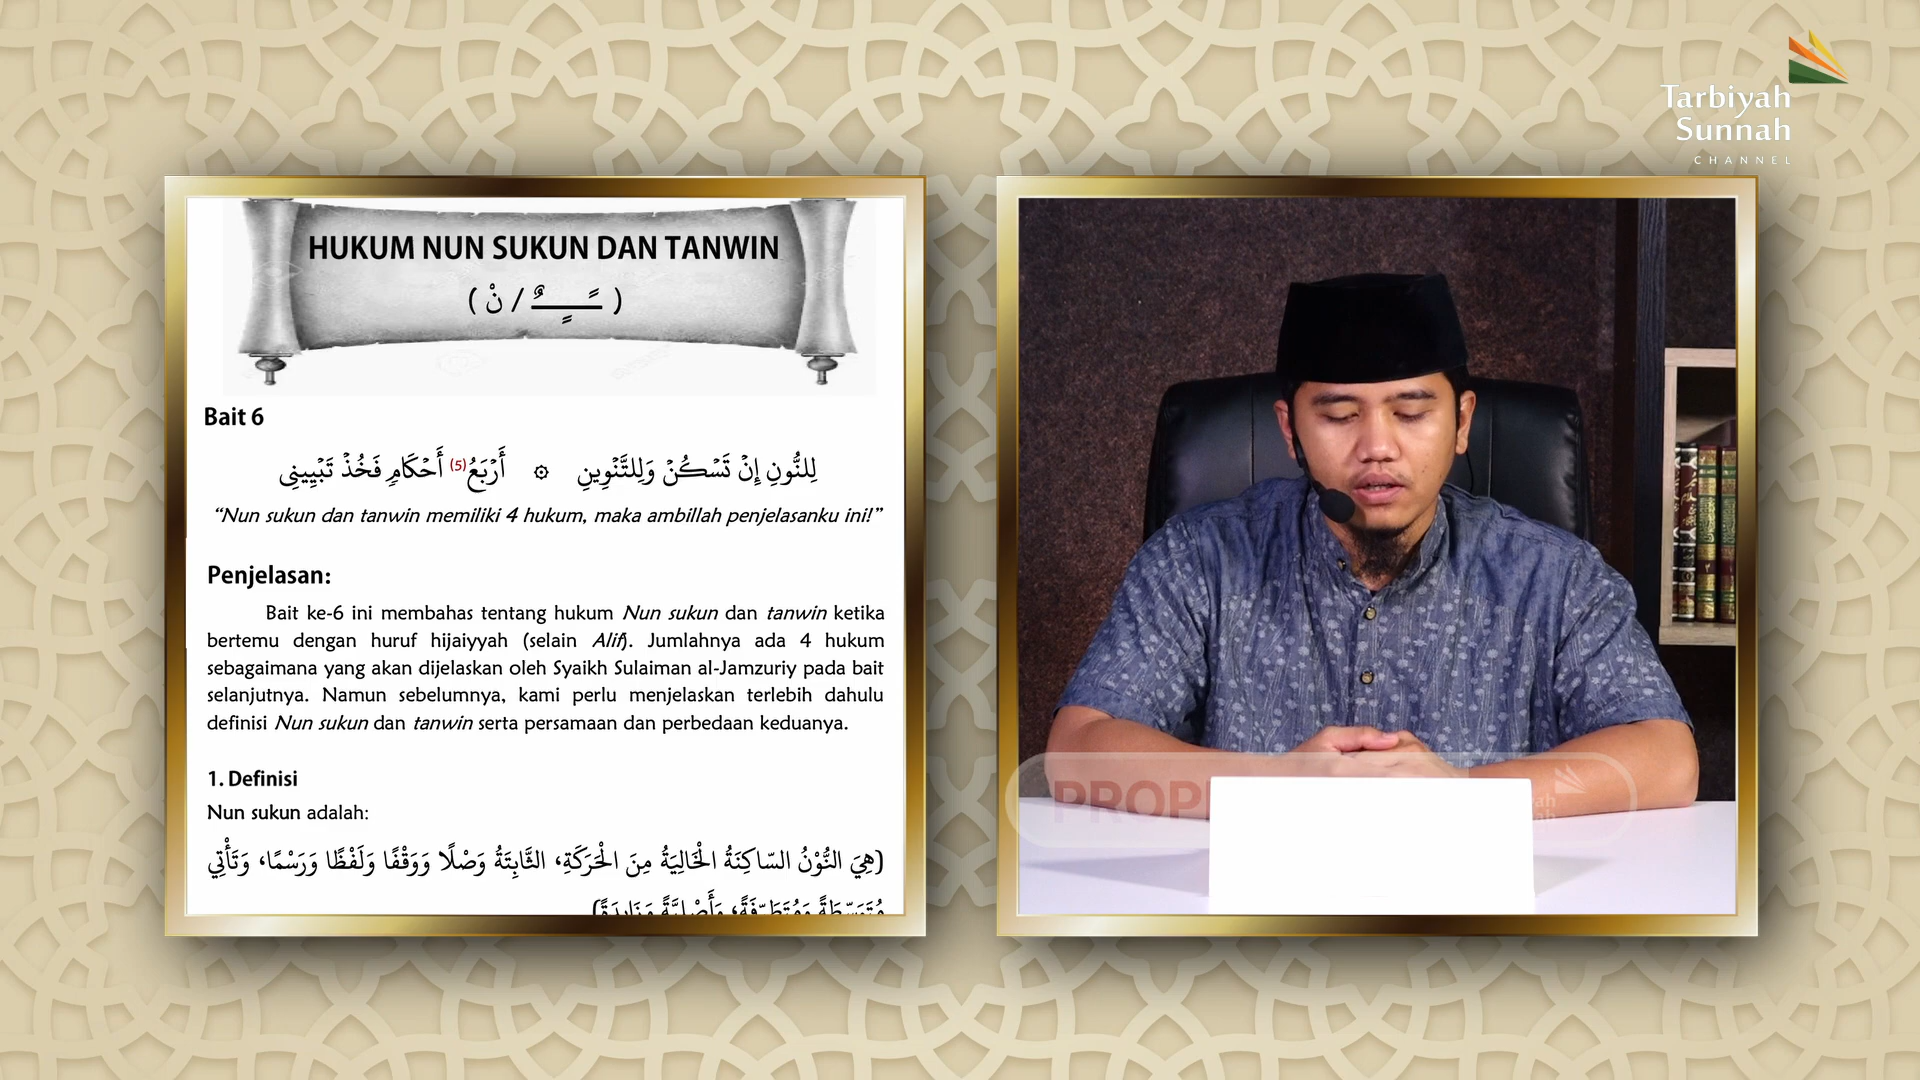 Tarbiyah
Sunnah
CHANNEL
HUKUM NUN SUKUN DAN TANWIN
( ـًـٍـٌ / نْ )
Bait 6
لِلنُّونِ إِنْ تَسْكُنْ وَلِلتَّنْوِينِ ۞ أَرْبَعُ(5) أَحْكَامٍ فَخُذْ تَبْيِينِى
“Nun sukun dan tanwin memiliki 4 hukum, maka ambillah penjelasanku ini!”
Penjelasan:
Bait ke-6 ini membahas tentang hukum Nun sukun dan tanwin ketika
bertemu dengan huruf hijaiyyah (selain Alif). Jumlahnya ada 4 hukum
sebagaimana yang akan dijelaskan oleh Syaikh Sulaiman al-Jamzuriy pada bait
selanjutnya. Namun sebelumnya, kami perlu menjelaskan terlebih dahulu
definisi Nun sukun dan tanwin serta persamaan dan perbedaan keduanya.
1. Definisi
Nun sukun adalah:
(هِيَ النُّوْنُ السَّاكِنَةُ الْخَالِيَةُ مِنَ الْحَرَكَةِ، الثَّابِتَةُ وَصْلًا وَوَقْفًا وَلَفْظًا وَرَسْمًا، وَتَأْتِي